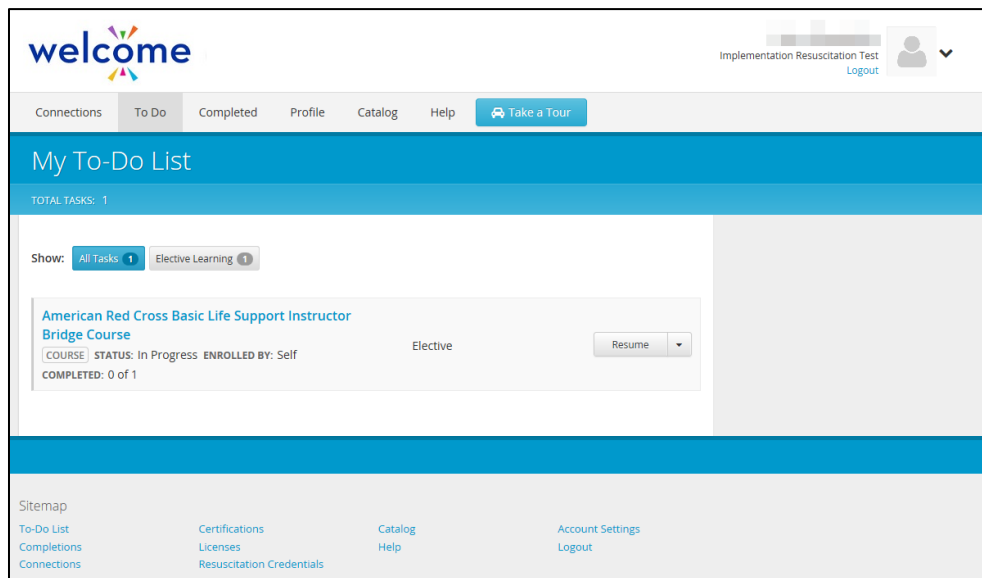 welcome
Implementation Resuscitation Test
Logout
Connections To Do Completed Profile Catalog Help Take a Tour
My To-Do List
TOTAL TASKS: 1
Show: All Tasks 1 Elective Learning 1
American Red Cross Basic Life Support Instructor
Bridge Course
COURSE STATUS: In Progress ENROLLED BY: Self
COMPLETED: 0 of 1
Elective
Resume
Sitemap
To-Do List Certifications Catalog Account Settings
Completions Licenses Help Logout
Connections Resuscitation Credentials